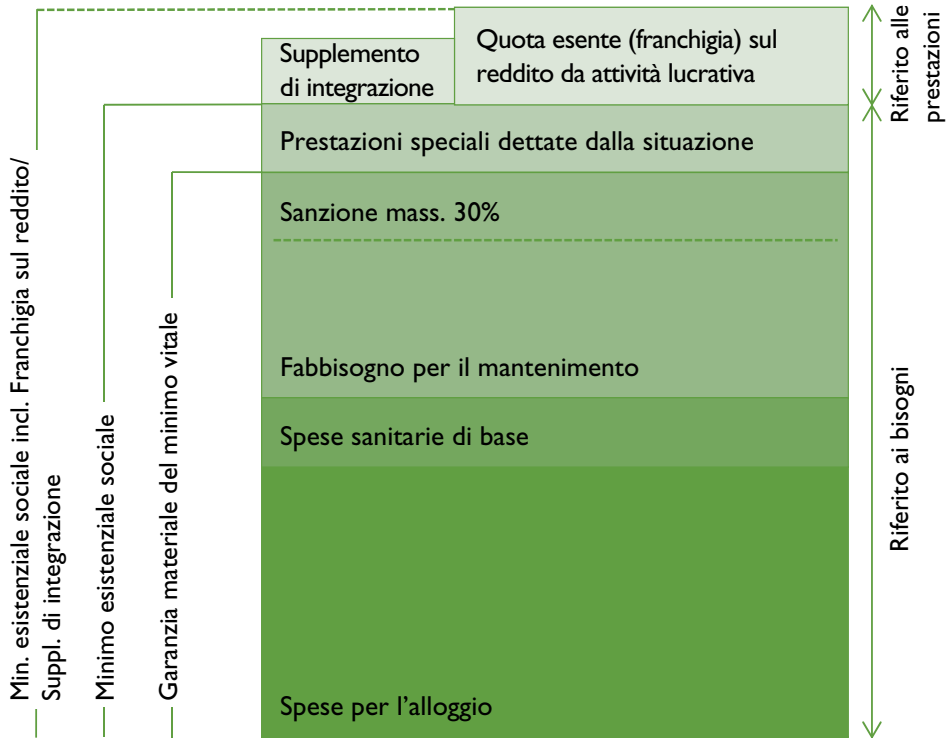 Supplemento
di integrazione
Quota esente (franchigia) sul
reddito da attività lucrativa
Prestazioni speciali dettate dalla situazione
Sanzione mass. 30%
Fabbisogno per il mantenimento
Spese sanitarie di base
Spese per l’alloggio
Min. esistenziale sociale incl. Franchigia sul reddito/
Suppl. di integrazione
Minimo esistenziale sociale
Garanzia materiale del minimo vitale
Riferito alle
prestazioni
Riferito ai bisogni